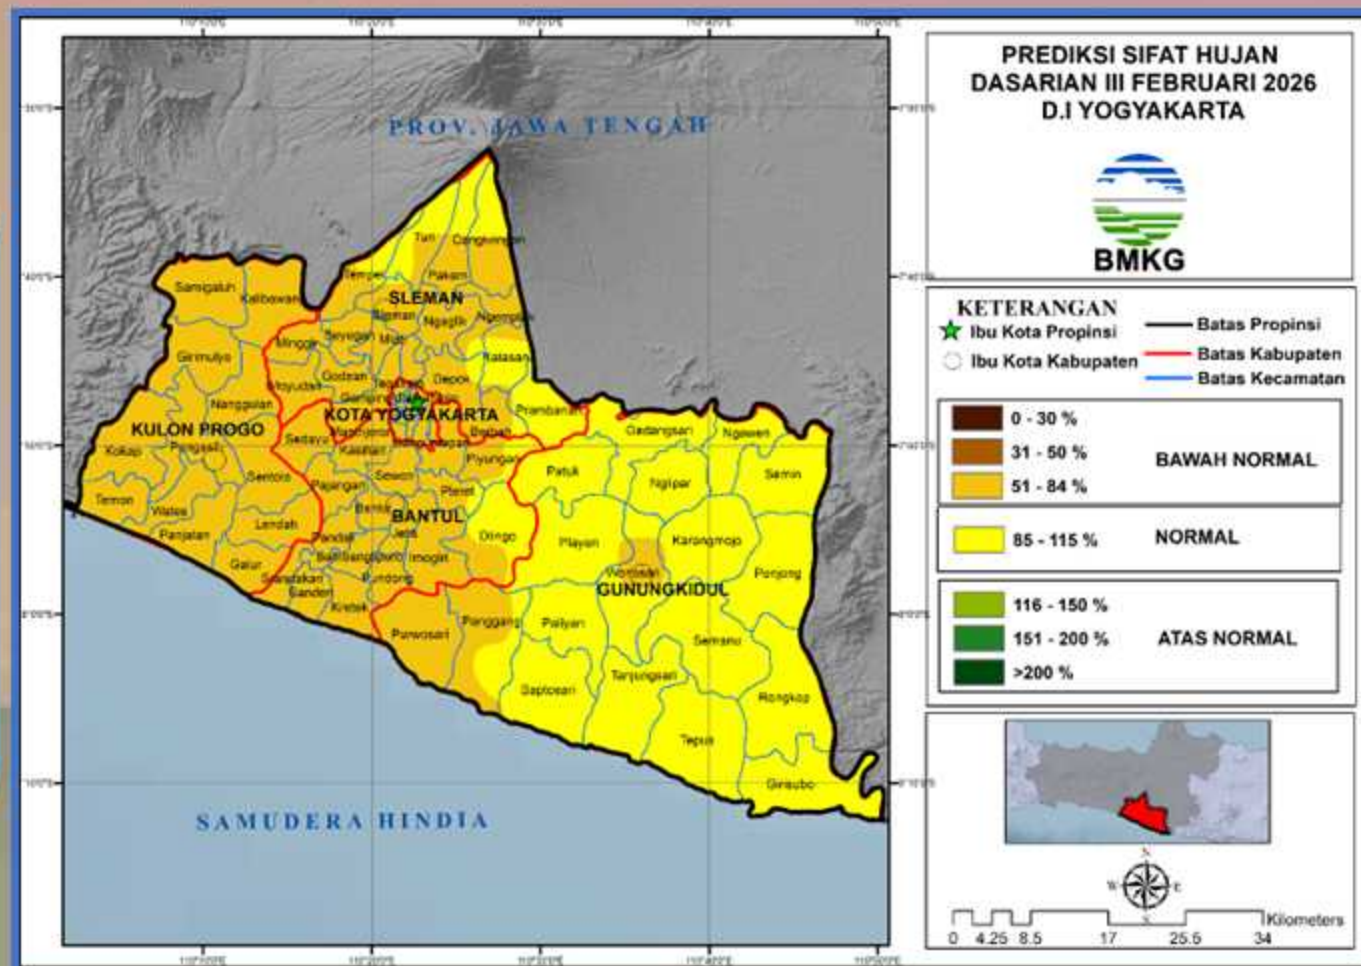 PREDIKSI SIFAT HUJAN
DASARIAN III FEBRUARI 2026
D.I YOGYAKARTA
BMKG
KETERANGAN
Ibu Kota Propinsi
Ibu Kota Kabupaten
Batas Propinsi
Batas Kabupaten
Batas Kecamatan
0 - 30 %
31 - 50 %
51 - 84 %
BAWAH NORMAL
85 - 115 %
NORMAL
116 - 150 %
151 - 200 %
>200 %
ATAS NORMAL
N
W
E
S
Kilometers
0 4.25 8.5 17 25.5 34
PROV. JAWA TENGAH
Turi
Cangkringan
Tempel
Pakem
SLEMAN
Samigaluh
Kalibawang
Sleman
Ngaglik
Ngemplak
Seyegan
Mlati
Minggir
Kalasan
Girimulyo
Godean
Depok
Moyudan
Nanggulan
Prambanan
KOTA YOGYAKARTA
Berbah
Gedangsari
Ngawen
KULON PROGO
Sedayu
Kokap
Pengasih
Kasihan
Piyungan
Patuk
Nglipar
Semin
Sentolo
Pajangan
Sewon
Pleret
Temon
Wates
Panjatan
Lendah
Bantul
BANTUL
Dlingo
Playen
Karangmojo
Pandak
Jetis
Galur
Bambanglipuro
Imogiri
Wonosari
Ponjong
Srandakan
Sanden
Pundong
GUNUNGKIDUL
Kretek
Purwosari
Panggang
Paliyan
Semanu
Saptosari
Tanjungsari
Rongkop
Tepus
Girisubo
SAMUDERA HINDIA